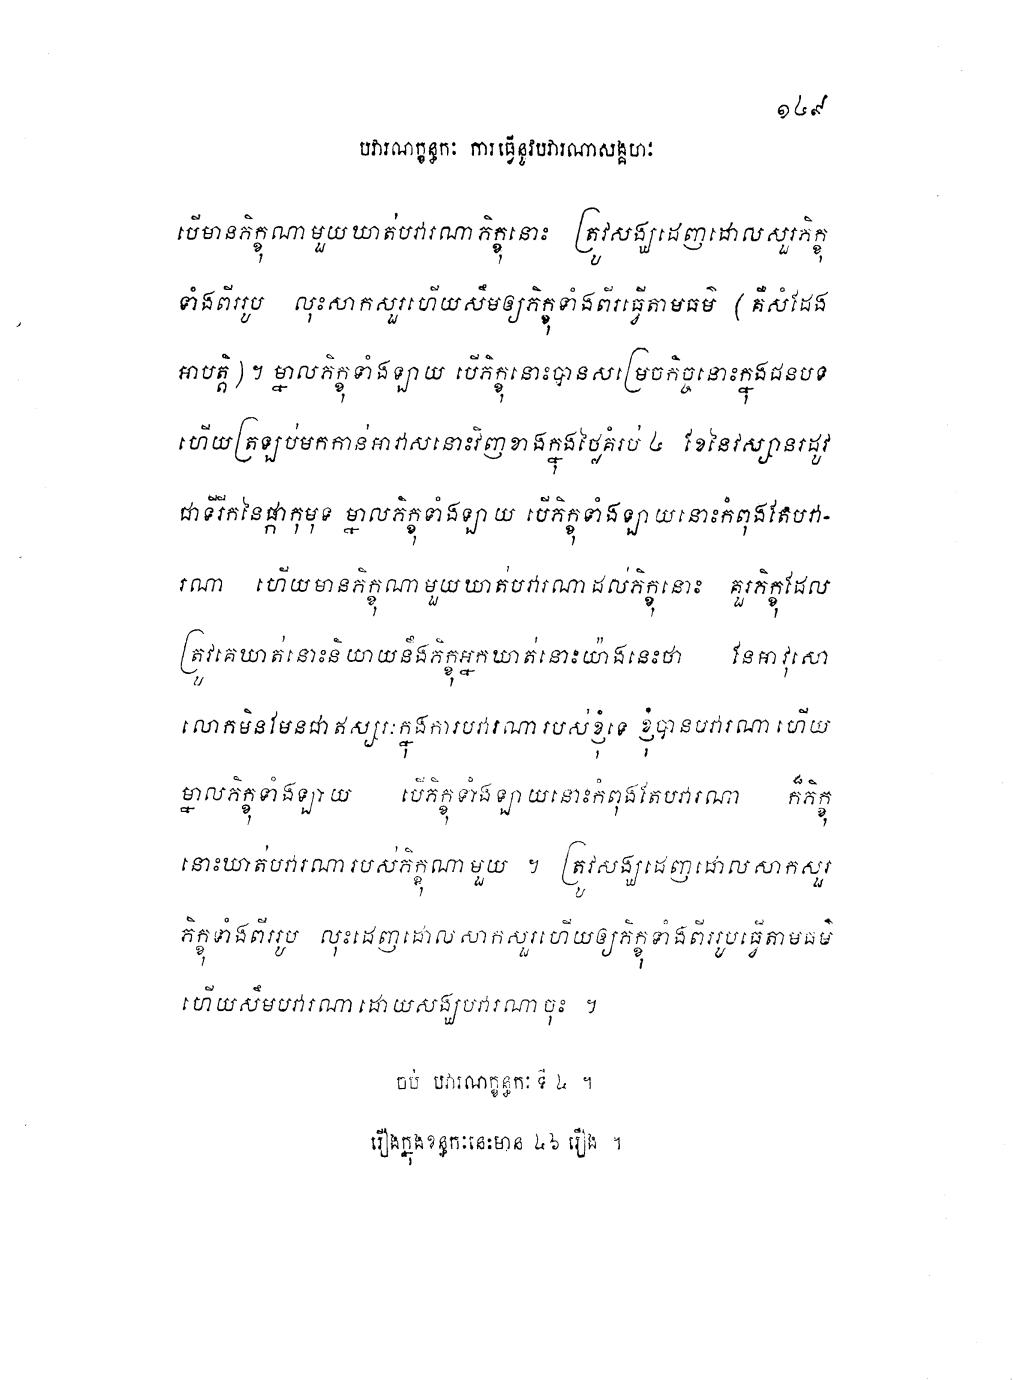 ១៤៩
បវារណក្ខន្ធកៈ ការធ្វើនូវបវារណាសង្គហៈ
បើមានភិក្ខុណាមួយឃាត់បវារណាភិក្ខុនោះ ត្រូវសង្ឃដេញដោលសួរភិក្ខុ
ទាំងពីររូប លុះសាកសួរហើយសឹមឲ្យភិក្ខុទាំងពីរធ្វើតាមធម៌ ( គឺសំដែង
អាបត្តិ ) ។ ម្នាលភិក្ខុទាំងឡាយ បើភិក្ខុនោះបានសម្រេចកិច្ចនោះក្នុងជនបទ
ហើយត្រឡប់មកកាន់អាវាសនោះវិញខាងក្នុងថ្ងៃគំរប់ ៤ ខែនៃវស្សានរដូវ
ជាទីរីកនៃផ្កាកុមុទ ម្នាលភិក្ខុទាំងឡាយ បើភិក្ខុទាំងឡាយនោះកំពុងតែបវា-
រណា ហើយមានភិក្ខុណាមួយឃាត់បវារណាដល់ភិក្ខុនោះ គួរភិក្ខុដែល
ត្រូវគេឃាត់នោះនិយាយនឹងភិក្ខុអ្នកឃាត់នោះយ៉ាងនេះថា នែអាវុសោ
លោកមិនមែនជាឥស្សរៈក្នុងការបវារណារបស់ខ្ញុំទេ ខ្ញុំបានបវារណាហើយ
ម្នាលភិក្ខុទាំងឡាយ បើភិក្ខុទាំងឡាយនោះកំពុងតែបវារណា ក៏ភិក្ខុ
នោះឃាត់បវារណារបស់ភិក្ខុណាមួយ ។ ត្រូវសង្ឃដេញដោលសាកសួរ
ភិក្ខុទាំងពីររូប លុះដេញដោលសាកសួរហើយឲ្យភិក្ខុទាំងពីររូបធ្វើតាមធម៌
ហើយសឹមបវារណាដោយសង្ឃបវារណាចុះ ។
ចប់ បវារណក្ខន្ធកៈ ទី ៤ ។
រឿងក្នុងខន្ធកៈនេះមាន ៤៦ រឿង ។